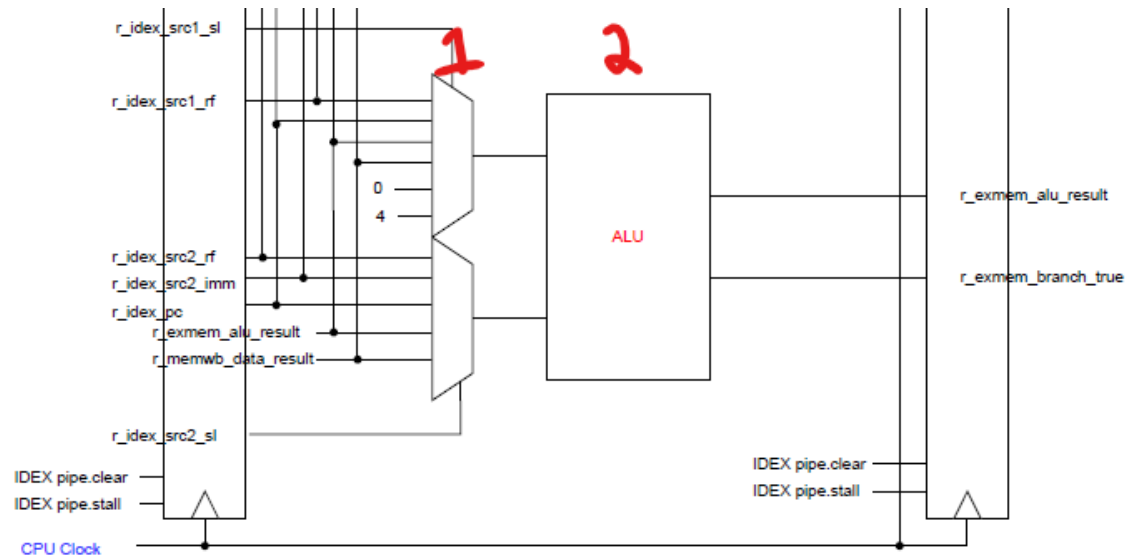 1
2
r_idex_src1_sl
r_idex_src1_rf
0
4
r_idex_src2_rf
r_idex_src2_imm
r_idex_pc
r_exmem_alu_result
r_memwb_data_result
r_idex_src2_sl
IDEX pipe.clear
IDEX pipe.stall
CPU Clock
ALU
r_exmem_alu_result
r_exmem_branch_true
IDEX pipe.clear
IDEX pipe.stall